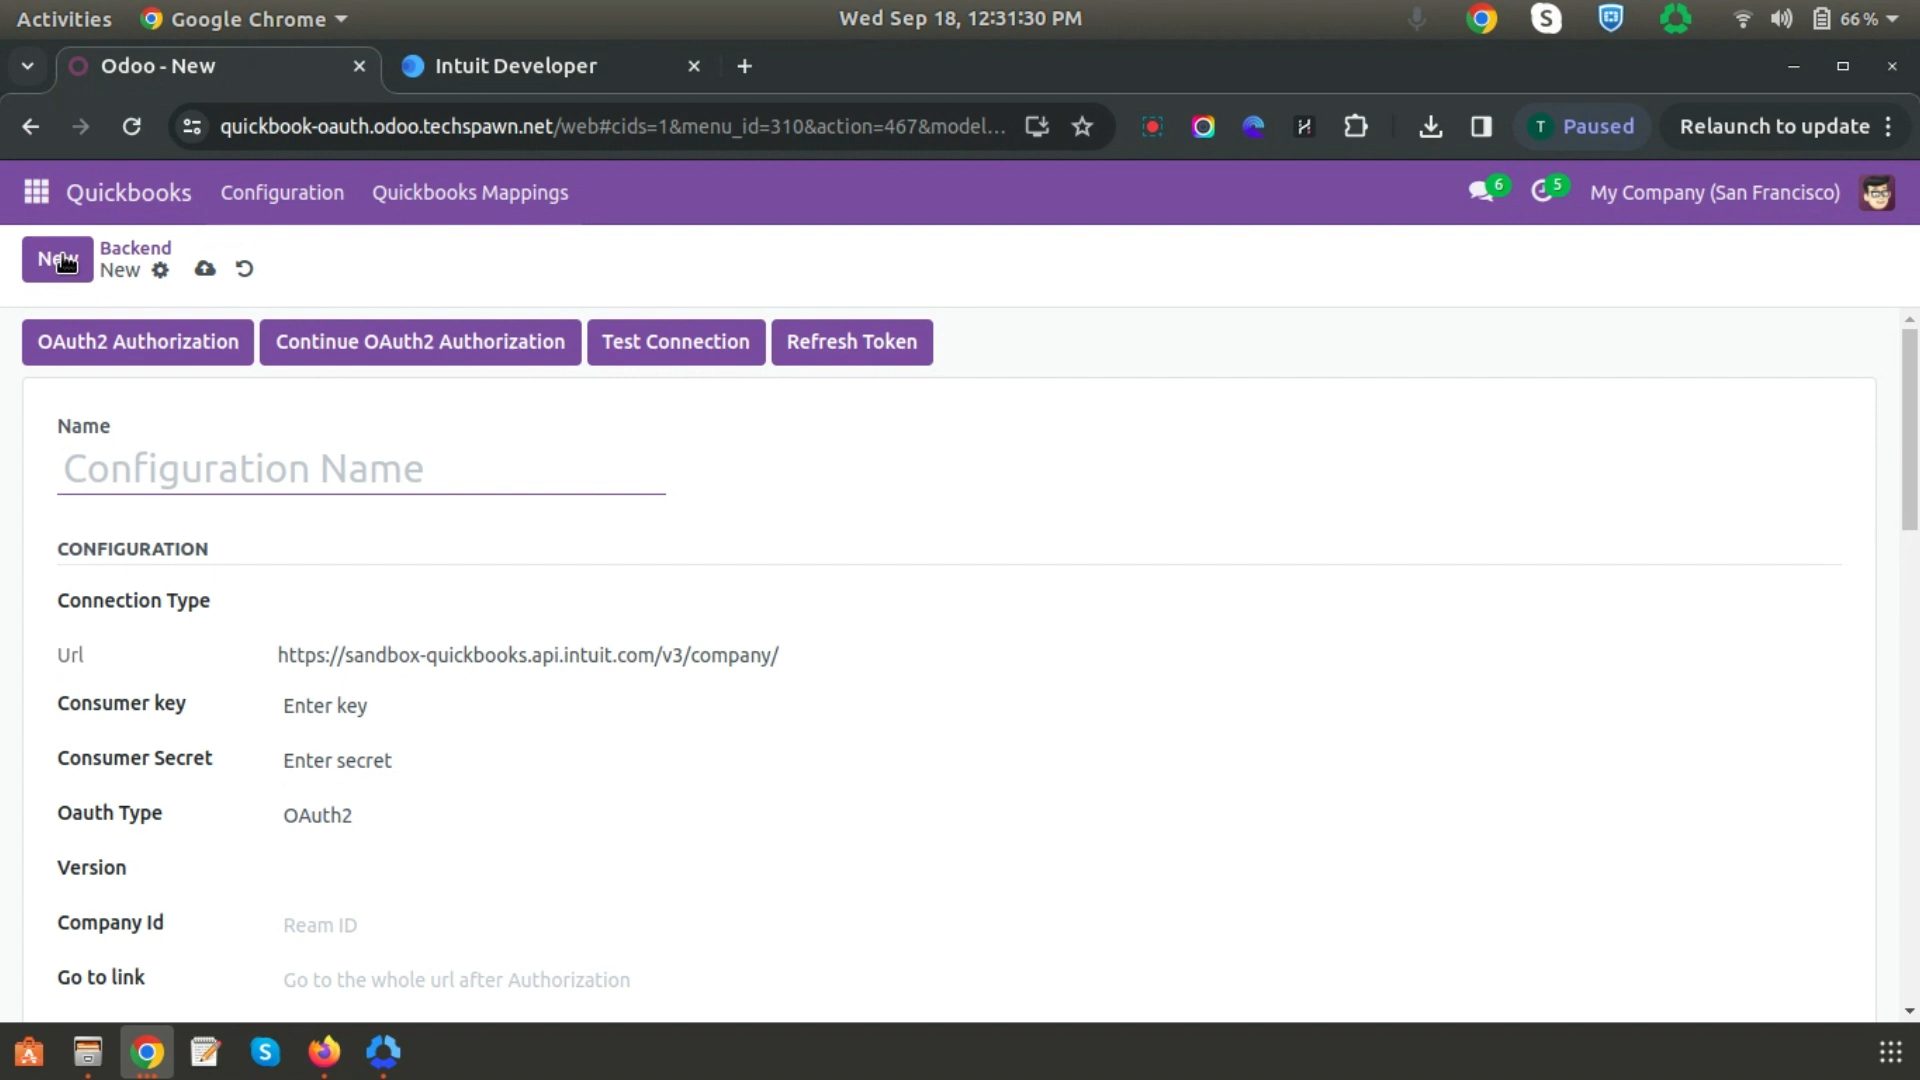 Activities Google Chrome Wed Sep 18, 12:31:30 PM S 66 %
Odoo - New Intuit Developer
quickbook-oauth.odoo.techspawn.net/web#cids=1&menu_id=310&action=467&model... T Paused Relaunch to update
Quickbooks Configuration Quickbooks Mappings 6 5 My Company (San Francisco)
New Backend
New
OAuth2 Authorization Continue OAuth2 Authorization Test Connection Refresh Token
Name
Configuration Name
CONFIGURATION
Connection Type
Url https://sandbox-quickbooks.api.intuit.com/v3/company/
Consumer key Enter key
Consumer Secret Enter secret
Oauth Type OAuth2
Version
Company Id Ream ID
Go to link Go to the whole url after Authorization